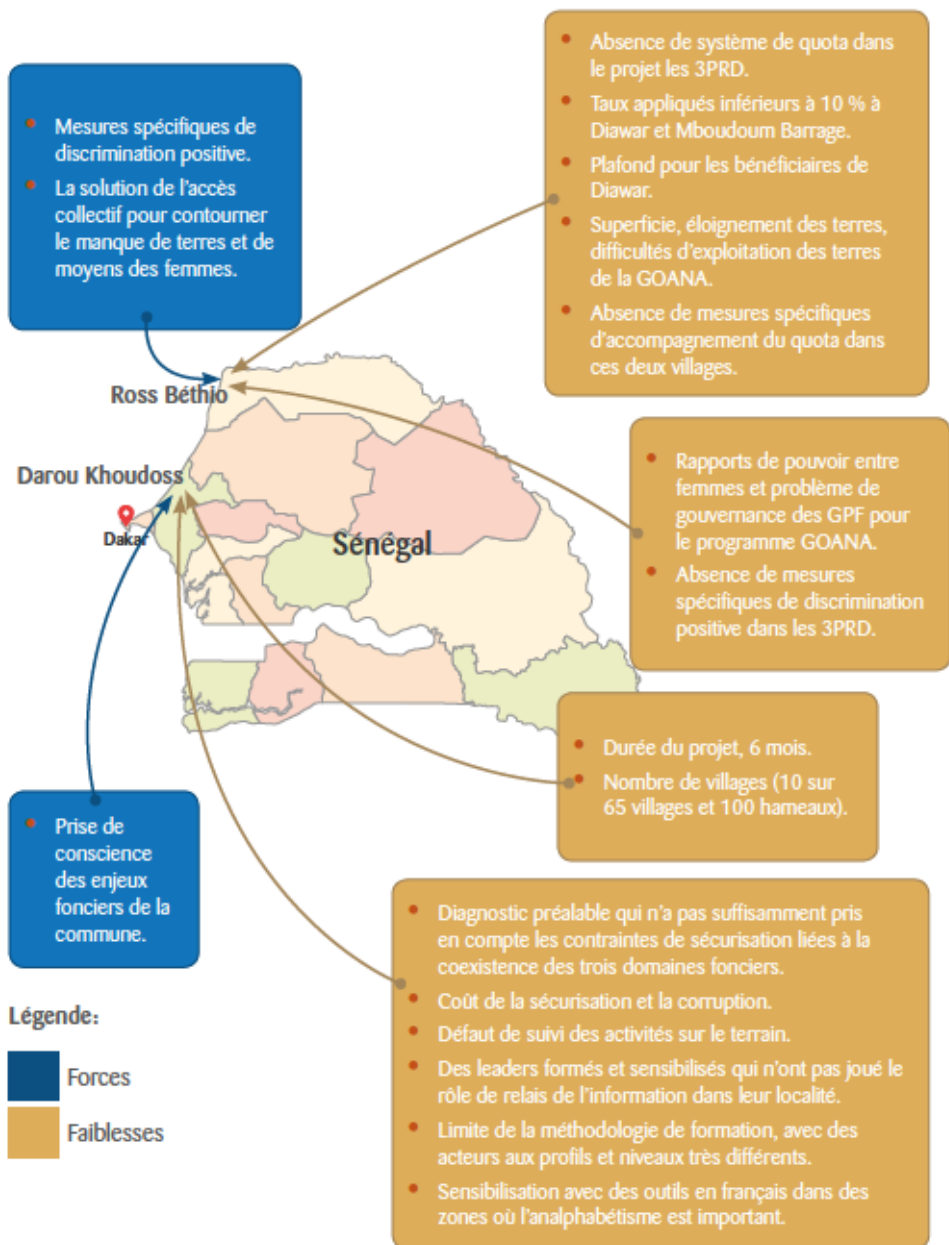 • Mesures spécifiques de
discrimination positive.
• La solution de l'accès
collectif pour contourner
le manque de terres et de
moyens des femmes.
• Absence de système de quota dans
le projet les 3PRD.
• Taux appliqués inférieurs à 10 % à
Diawar et Mboudoum Barrage.
• Plafond pour les bénéficiaires de
Diawar.
• Superficie, éloignement des terres,
difficultés d'exploitation des terres
de la GOANA.
• Absence de mesures spécifiques
d'accompagnement du quota dans
ces deux villages.
Ross Béthio
Darou Khoudoss
Dakar
Sénégal
• Rapports de pouvoir entre
femmes et problème de
gouvernance des GPF pour
le programme GOANA.
• Absence de mesures
spécifiques de discrimination
positive dans les 3PRD.
• Durée du projet, 6 mois.
• Nombre de villages (10 sur
65 villages et 100 hameaux).
• Prise de
conscience
des enjeux
fonciers de la
commune.
• Diagnostic préalable qui n'a pas suffisamment pris
en compte les contraintes de sécurisation liées à la
coexistence des trois domaines fonciers.
• Coût de la sécurisation et la corruption.
• Défaut de suivi des activités sur le terrain.
• Des leaders formés et sensibilisés qui n'ont pas joué le
rôle de relais de l'information dans leur localité.
• Limite de la méthodologie de formation, avec des
acteurs aux profils et niveaux très différents.
• Sensibilisation avec des outils en français dans des
zones où l'analphabétisme est important.
Légende:
Forces
Faiblesses